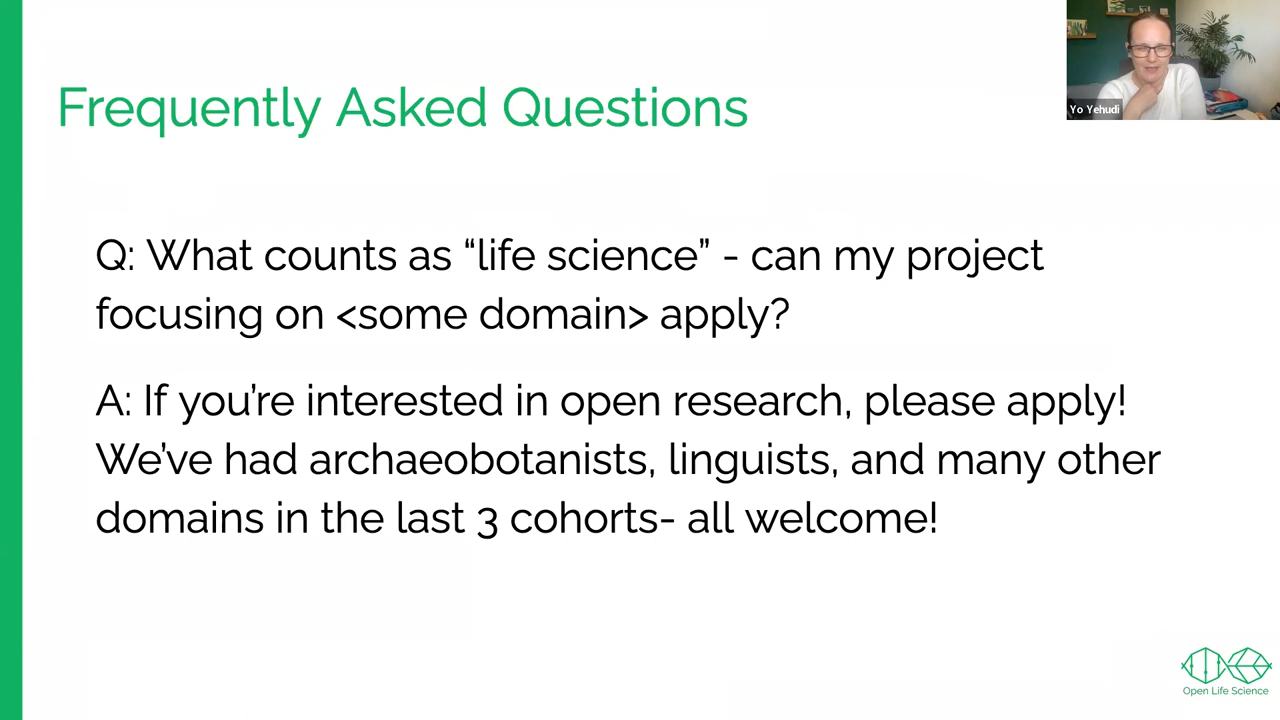 Frequently Asked Questions
Yo Yehudi
Q: What counts as “life science” - can my project
focusing on <some domain> apply?
A: If you’re interested in open research, please apply!
We’ve had archaeobotanists, linguists, and many other
domains in the last 3 cohorts- all welcome!
Open Life Science